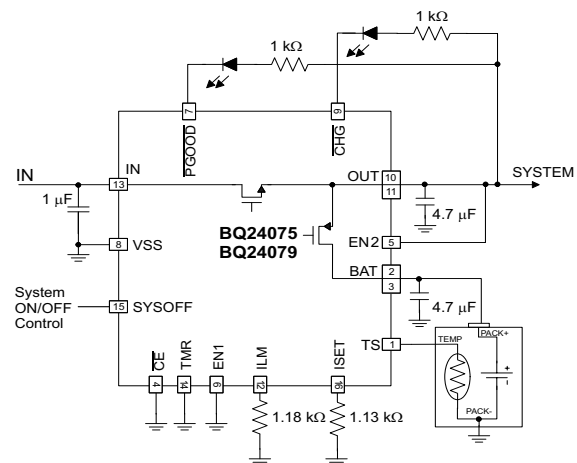 1 kΩ
1 kΩ
7
9
PGOOD
CHG
IN
IN
13
OUT
10
11
SYSTEM
1 μF
4.7 μF
BQ24075
BQ24079
EN2
5
8
VSS
BAT
2
3
System
ON/OFF
Control
15
SYSOFF
4.7 μF
TS
1
TEMP
PACK+
+
-
PACK-
CE
TMR
EN1
ILM
ISET
4
14
6
12
16
1.18 kΩ
1.13 kΩ